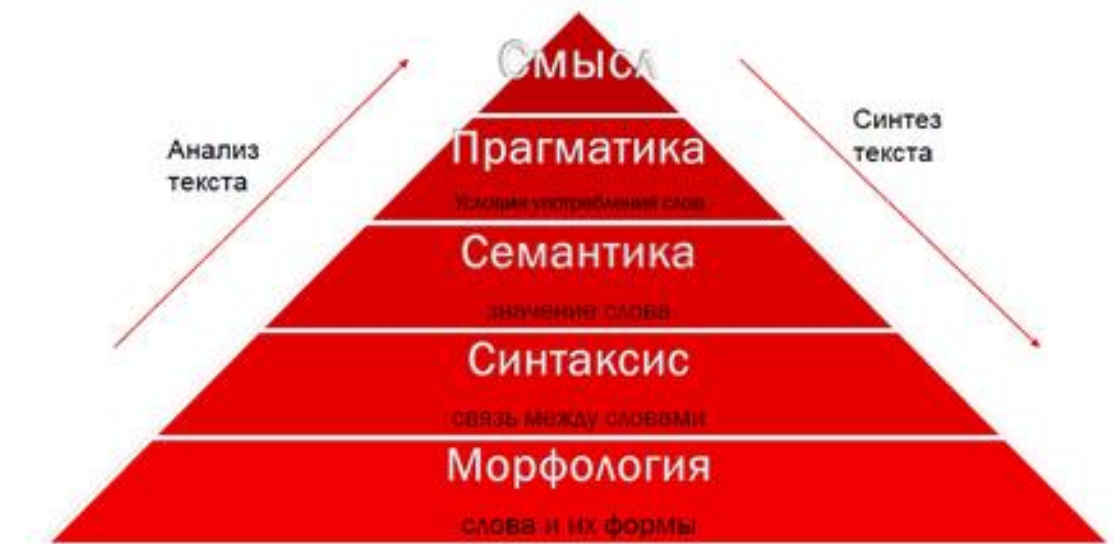 Смысл
Анализ
текста
Синтез
текста
Прагматика
Условия употребления слов
Семантика
значение слова
Синтаксис
связь между словами
Морфология
слова и их формы